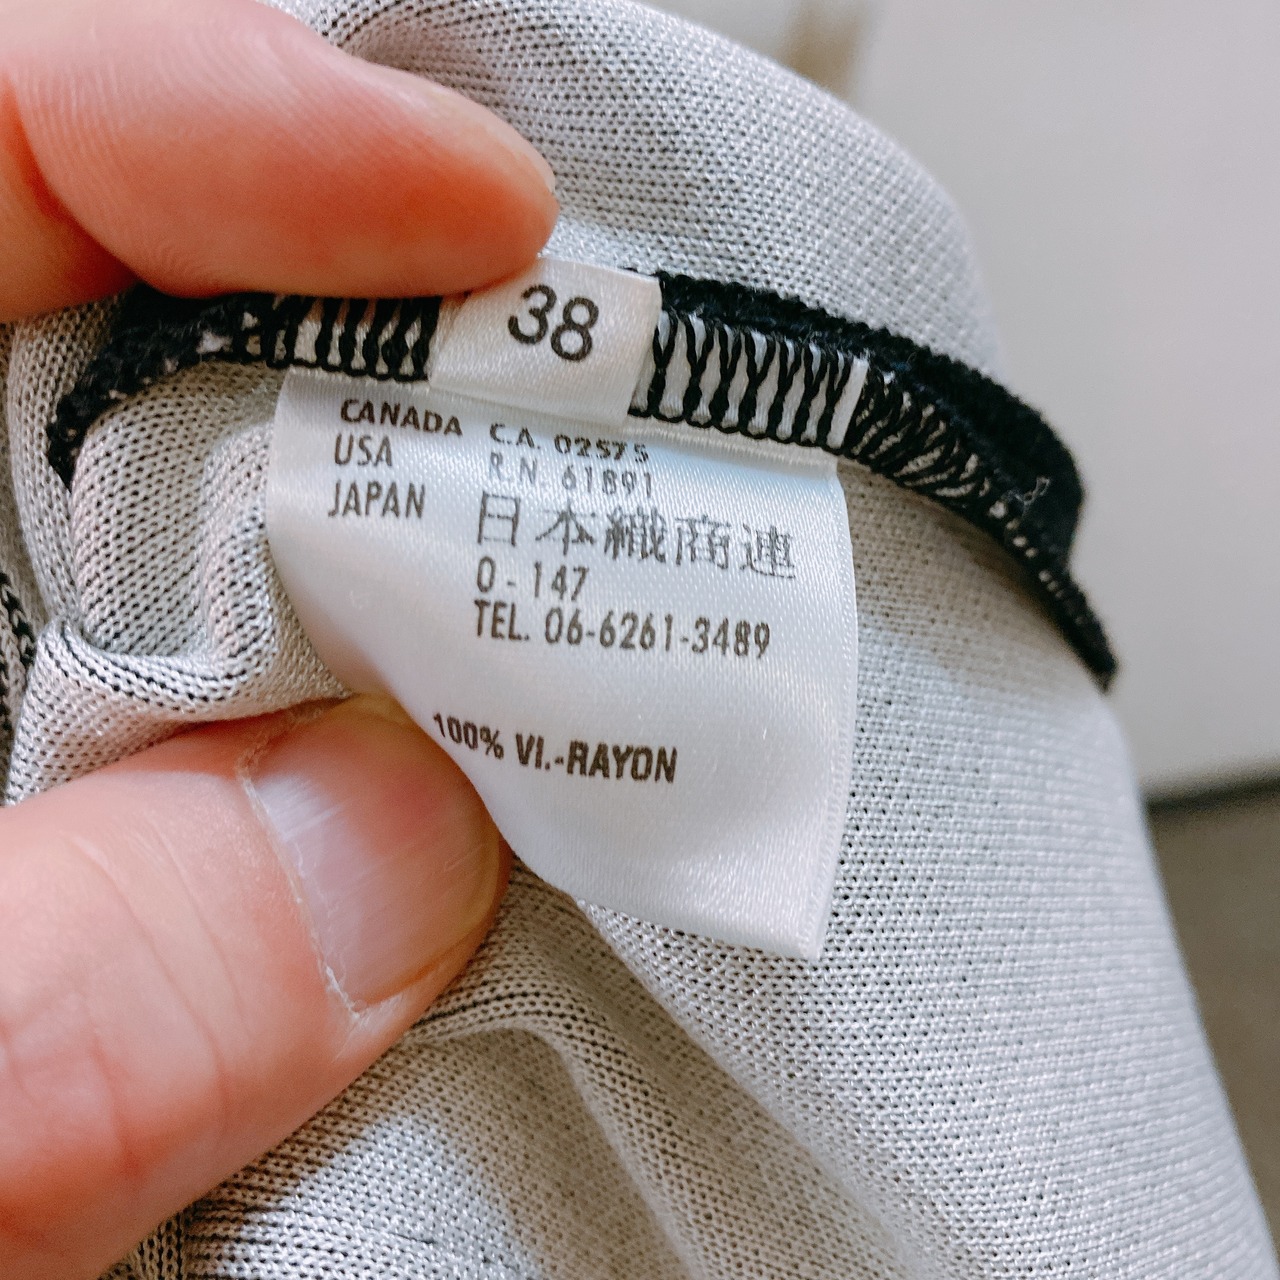 38
CANADA C.A. 02575
USA R.N. 61891
JAPAN 日本織商連
0-147
TEL. 06-6261-3489
100% VI.-RAYON